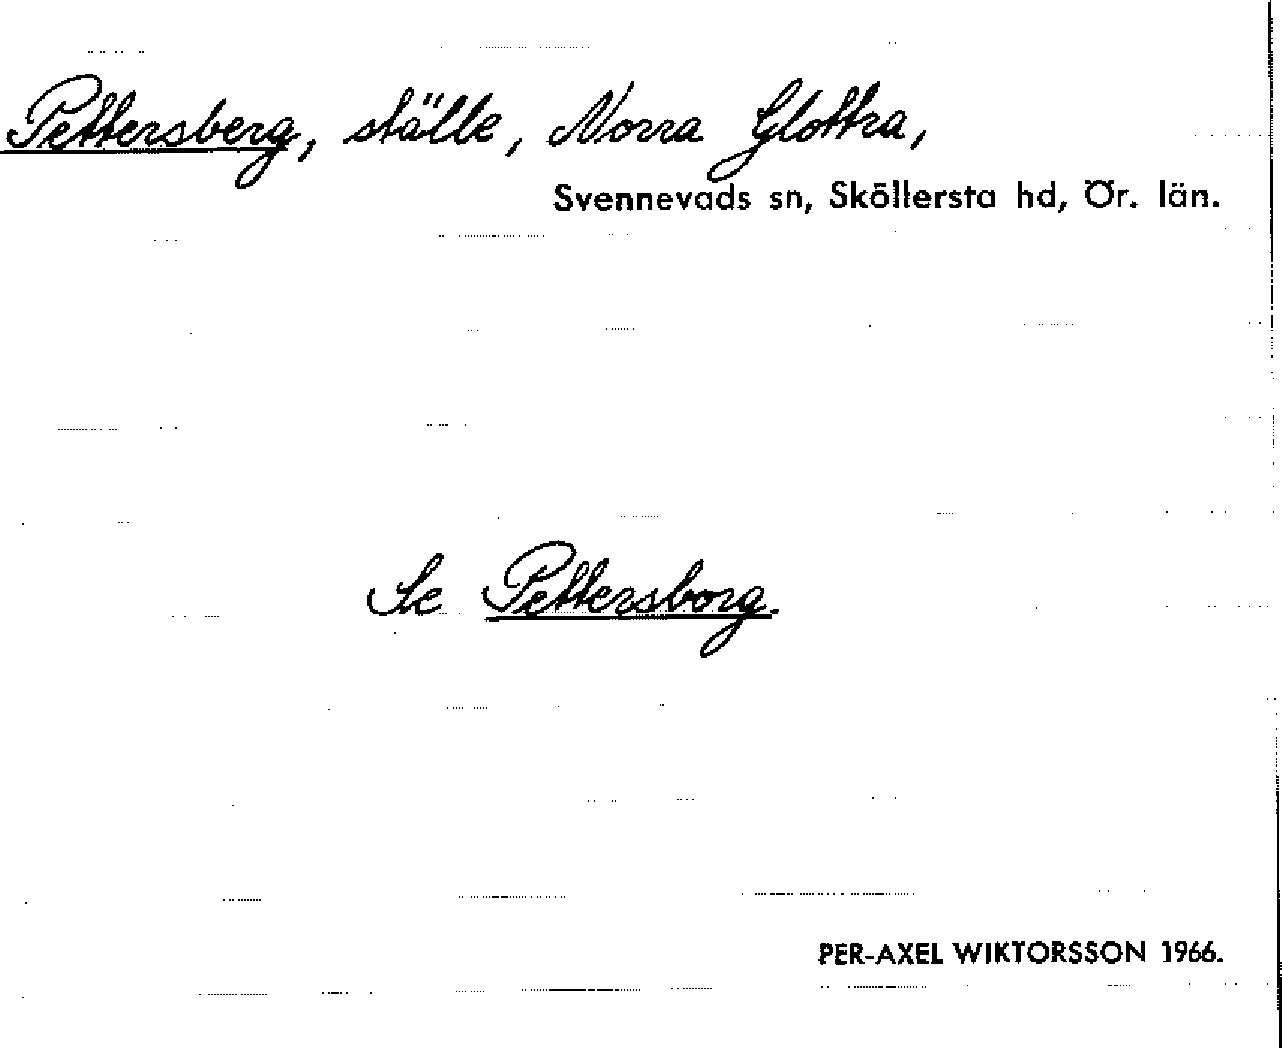 Pettersberg, ställe, Norra Glottra,
Svennevads sn, Sköllersta hd, Ör. län.
Se Pettersborg.
PER-AXEL WIKTORSSON 1966.